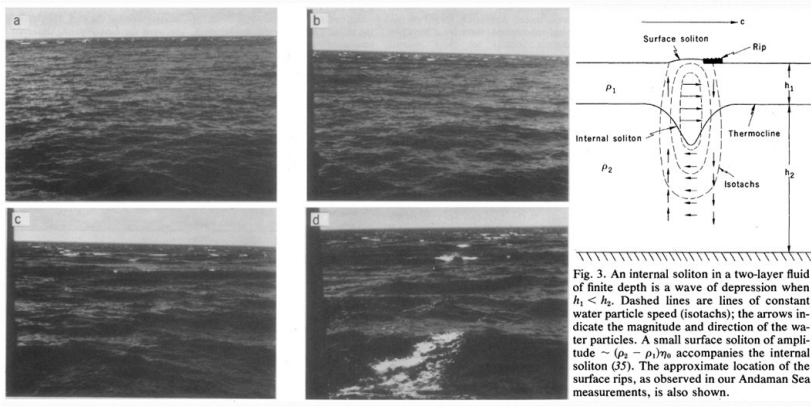 a
b
c
d
c
Surface soliton
Rip
ρ₁
h₁
Internal soliton
Thermocline
ρ₂
h₂
Isotachs
Fig. 3. An internal soliton in a two-layer fluid
of finite depth is a wave of depression when
h₁ < h₂. Dashed lines are lines of constant
water particle speed (isotachs); the arrows in-
dicate the magnitude and direction of the wa-
ter particles. A small surface soliton of ampli-
tude ~ (ρ₂ − ρ₁)η₀ accompanies the internal
soliton (35). The approximate location of the
surface rips, as observed in our Andaman Sea
measurements, is also shown.